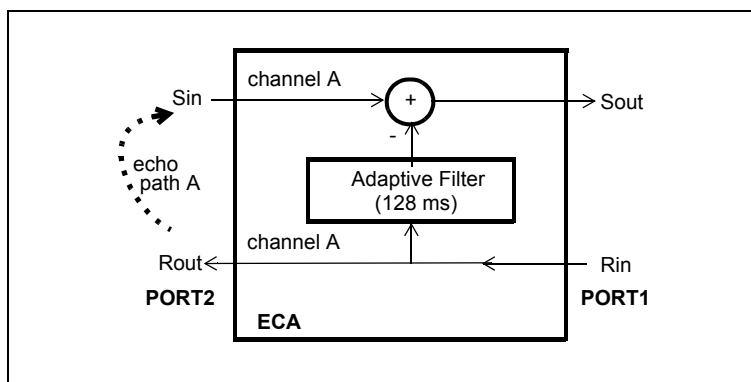 channel A
Sin
+
Sout
-
echo
path A
Adaptive Filter
(128 ms)
channel A
Rout
Rin
PORT2
PORT1
ECA